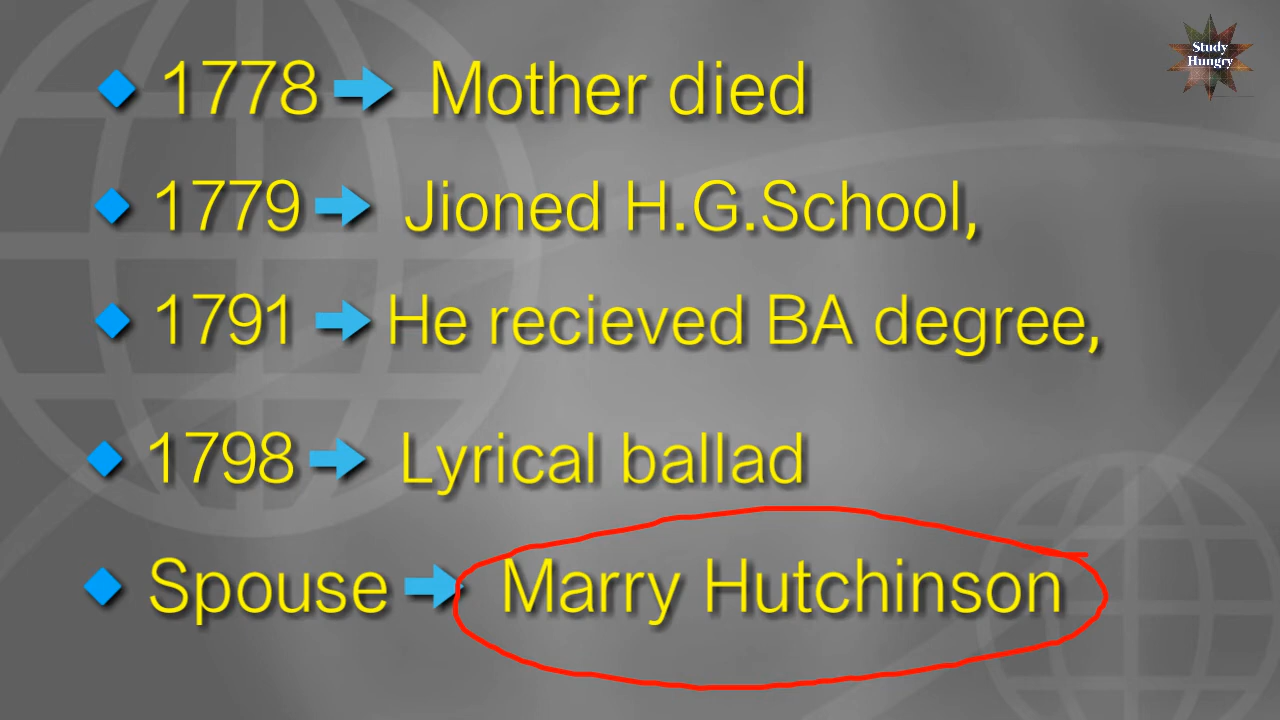 Study
Hungry
1778 Mother died
1779 Jioned H.G.School,
1791 He recieved BA degree,
1798 Lyrical ballad
Spouse Marry Hutchinson